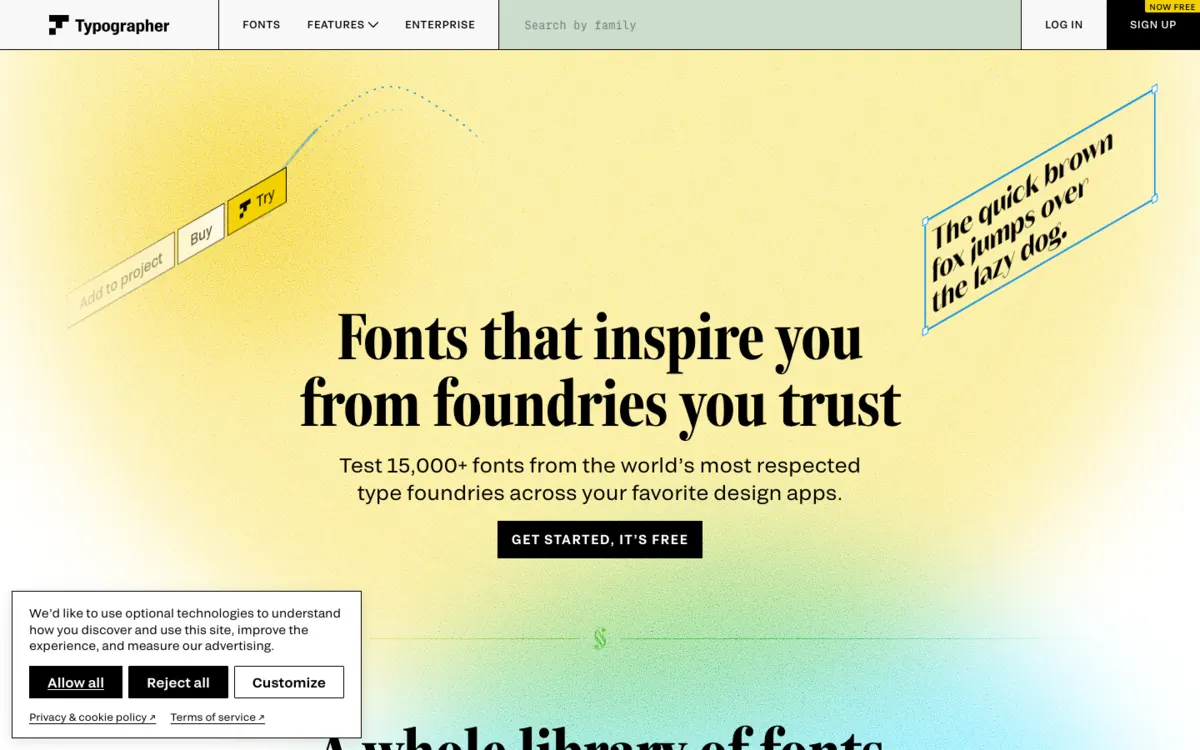 Typographer
FONTS
FEATURES
ENTERPRISE
Search by family
LOG IN
NOW FREE
SIGN UP
Add to project
Buy
Try
The quick brown
fox jumps over
the lazy dog.
Fonts that inspire you
from foundries you trust
Test 15,000+ fonts from the world’s most respected
type foundries across your favorite design apps.
GET STARTED, IT’S FREE
We’d like to use optional technologies to understand
how you discover and use this site, improve the
experience, and measure our advertising.
Allow all
Reject all
Customize
Privacy & cookie policy ↗
Terms of service ↗
§
A whole library of fonts